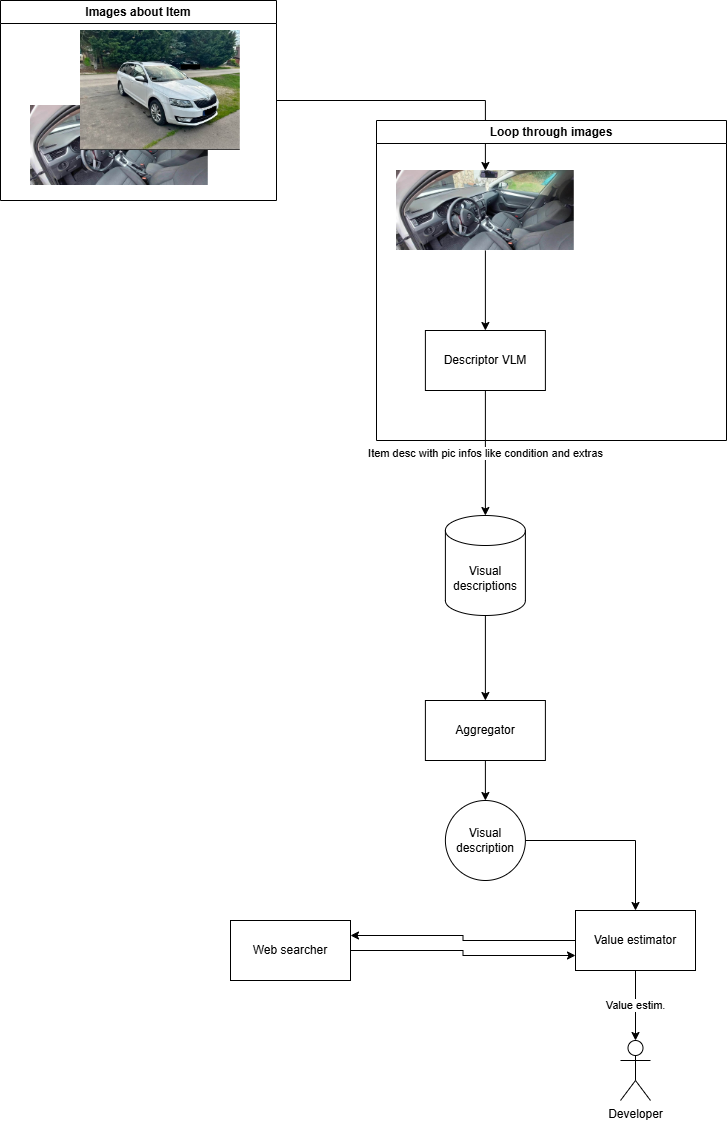 Images about Item
Loop through images
Descriptor VLM
Item desc with pic infos like condition and extras
Visual
descriptions
Aggregator
Visual
description
Web searcher
Value estimator
Value estim.
Developer